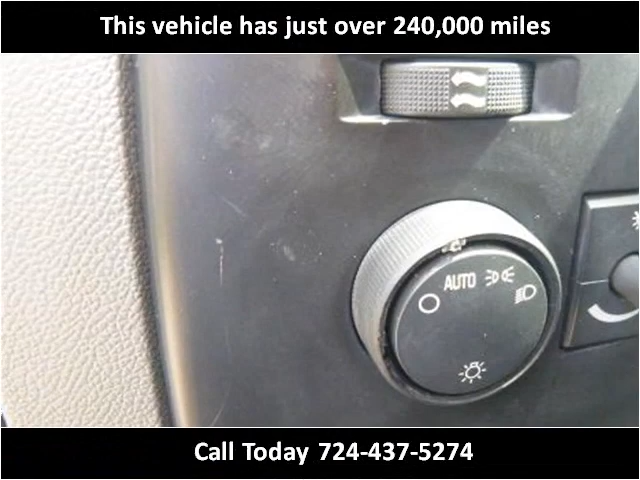 This vehicle has just over 240,000 miles
AUTO
Call Today 724-437-5274